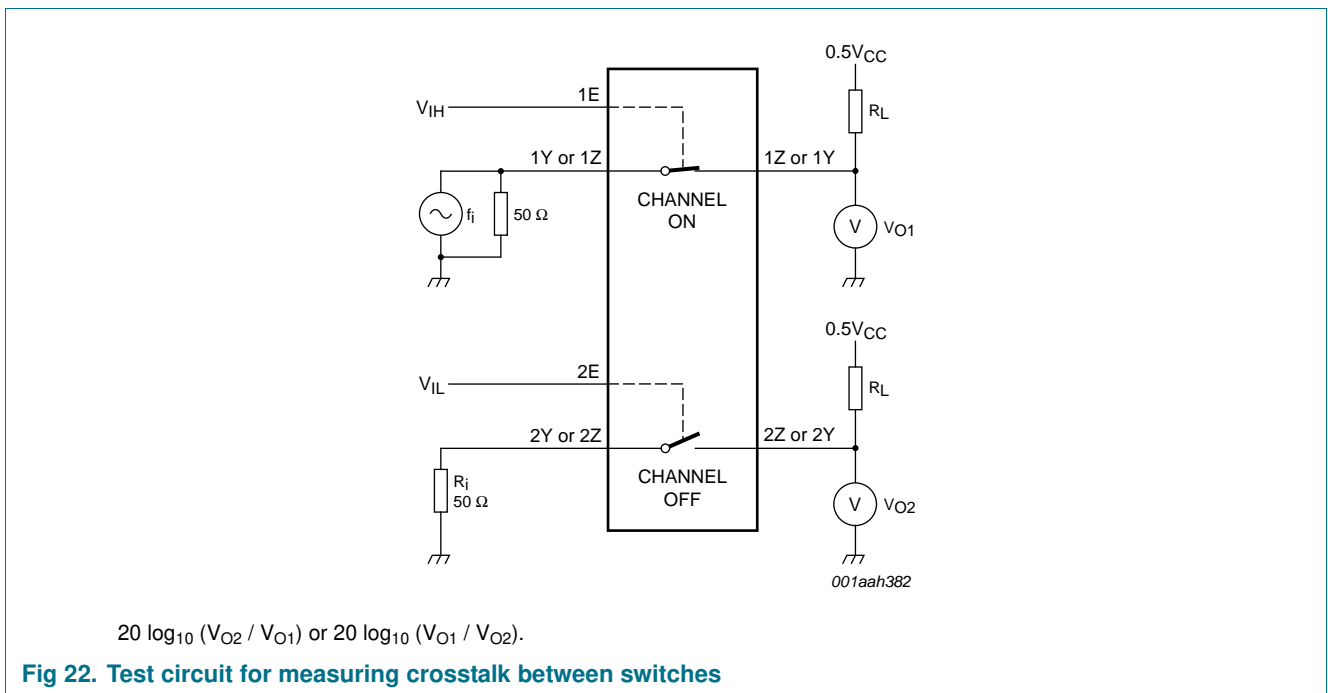 0.5VCC
RL
VIH
1E
1Y or 1Z
1Z or 1Y
fi
50 Ω
CHANNEL
ON
V
VO1
0.5VCC
RL
VIL
2E
2Y or 2Z
2Z or 2Y
Ri
50 Ω
CHANNEL
OFF
V
VO2
001aah382
20 log10 (VO2 / VO1) or 20 log10 (VO1 / VO2).
Fig 22. Test circuit for measuring crosstalk between switches